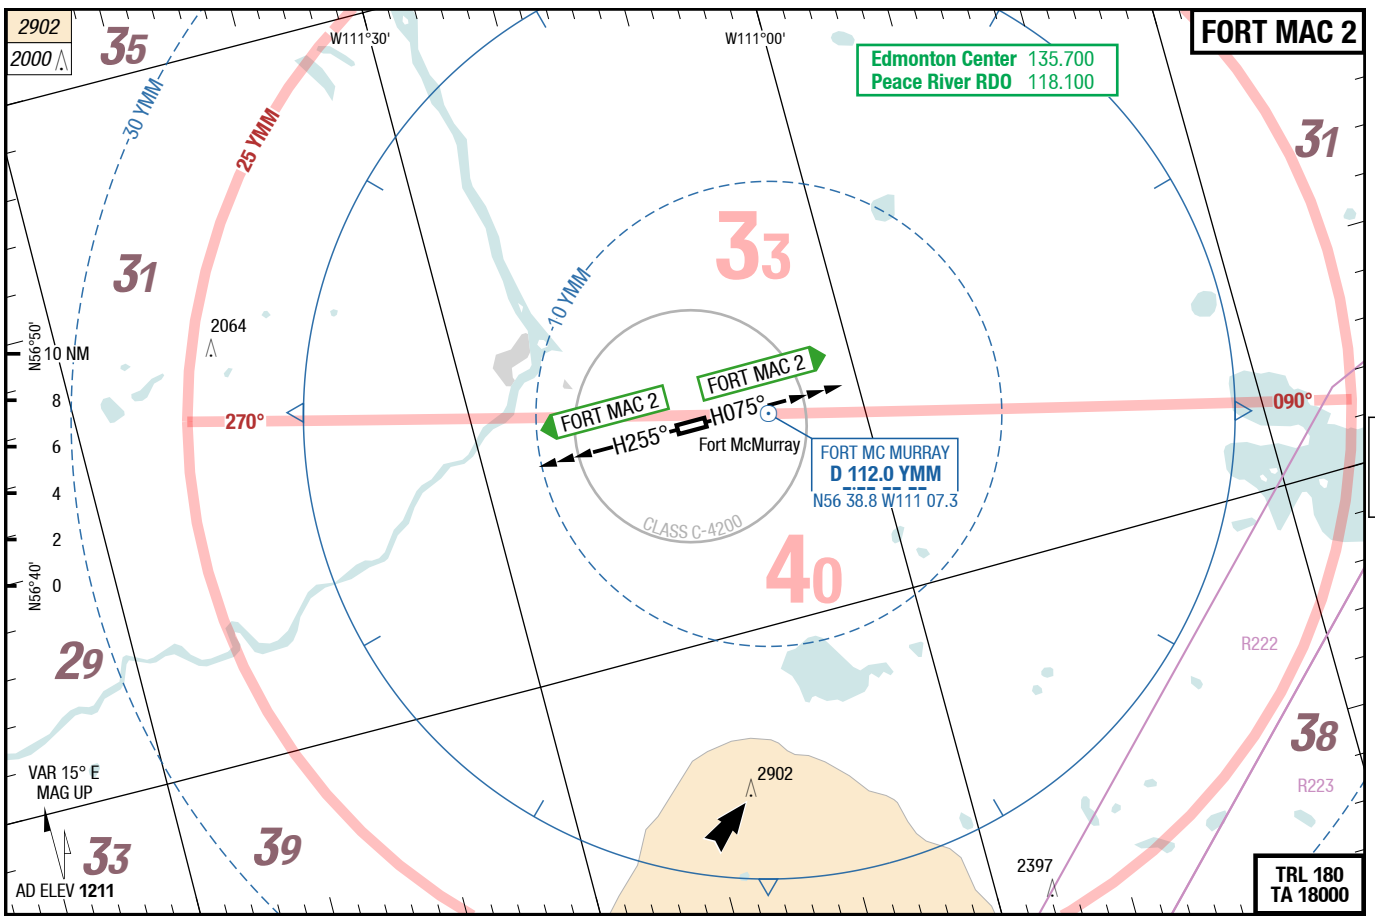 2902
2000
35
W111°30'
W111°00'
FORT MAC 2
Edmonton Center 135.700
Peace River RDO 118.100
30 YMM
25 YMM
31
33
31
10 YMM
2064
N56°50'
10 NM
8
6
4
2
0
N56°40'
FORT MAC 2
FORT MAC 2
270°
090°
H255°
H075°
Fort McMurray
FORT MC MURRAY
D 112.0 YMM
N56 38.8 W111 07.3
CLASS C-4200
40
29
R222
38
R223
VAR 15° E
MAG UP
2902
33
39
2397
AD ELEV 1211
TRL 180
TA 18000